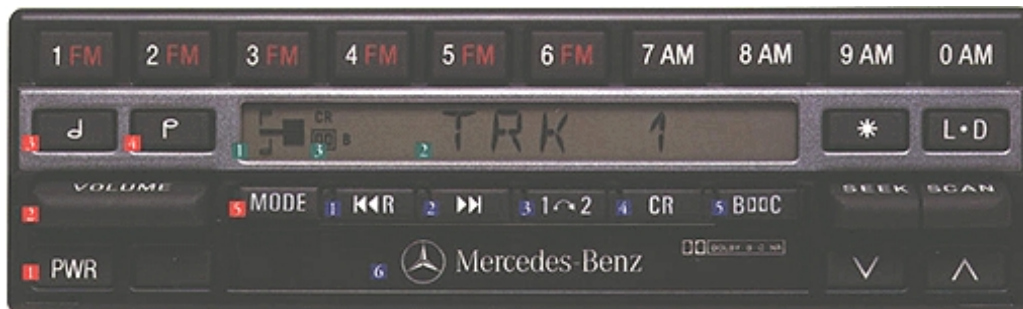 1 FM 2 FM 3 FM 4 FM 5 FM 6 FM 7 AM 8 AM 9 AM 0 AM
3 4 1 CR 3 B 2 TRK 1 L•D
VOLUME SEEK SCAN
2 5 MODE 1 R 2 3 1 2 4 CR 5 B C
1 PWR 6 Mercedes-Benz DOLBY B-C NR